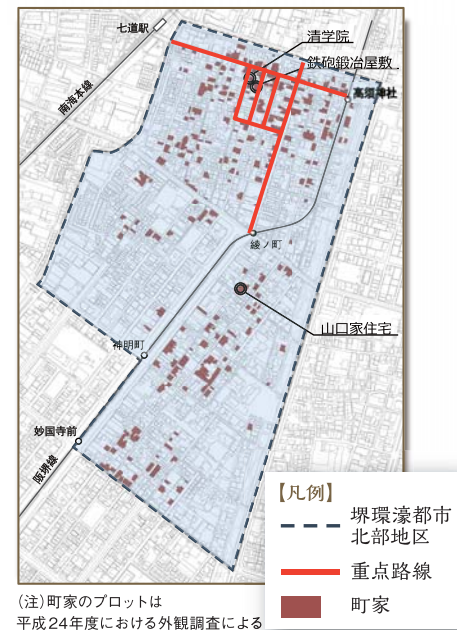 七道駅
清学院
鉄砲鍛冶屋敷
高須神社
南海本線
綾ノ町
山口家住宅
神明町
妙国寺前
阪堺線
【凡例】
堺環濠都市
北部地区
重点路線
町家
(注)町家のプロットは
平成24年度における外観調査による